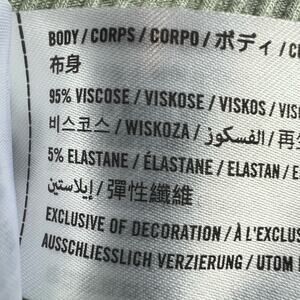 BODY / CORPS / CORPO / ボディ /
布身
95% VISCOSE / VISKOSE / VISKOS /
비스코스 / WISKOZA / الفسكوز / 再
5% ELASTANE / ÉLASTANE / ELASTAN /
إيلاستين / 彈性纖維
EXCLUSIVE OF DECORATION /
AUSSCHLIESSLICH VERZIERUNG / UTOM